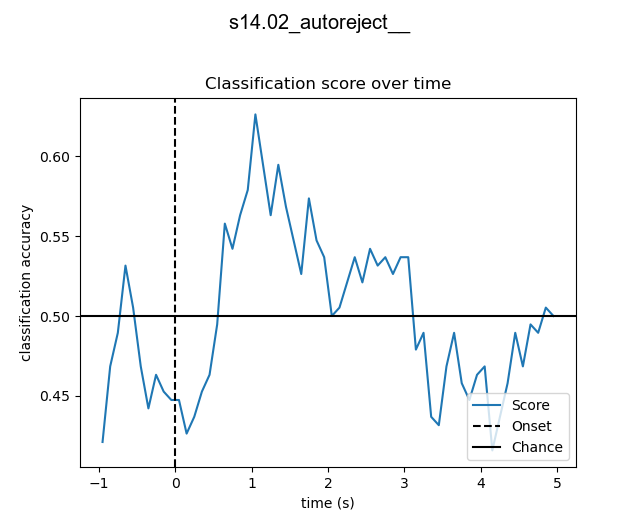 s14.02_autoreject__
Classification score over time
classification accuracy
0.60
0.55
0.50
0.45
−1
0
1
2
3
4
5
time (s)
Score
Onset
Chance